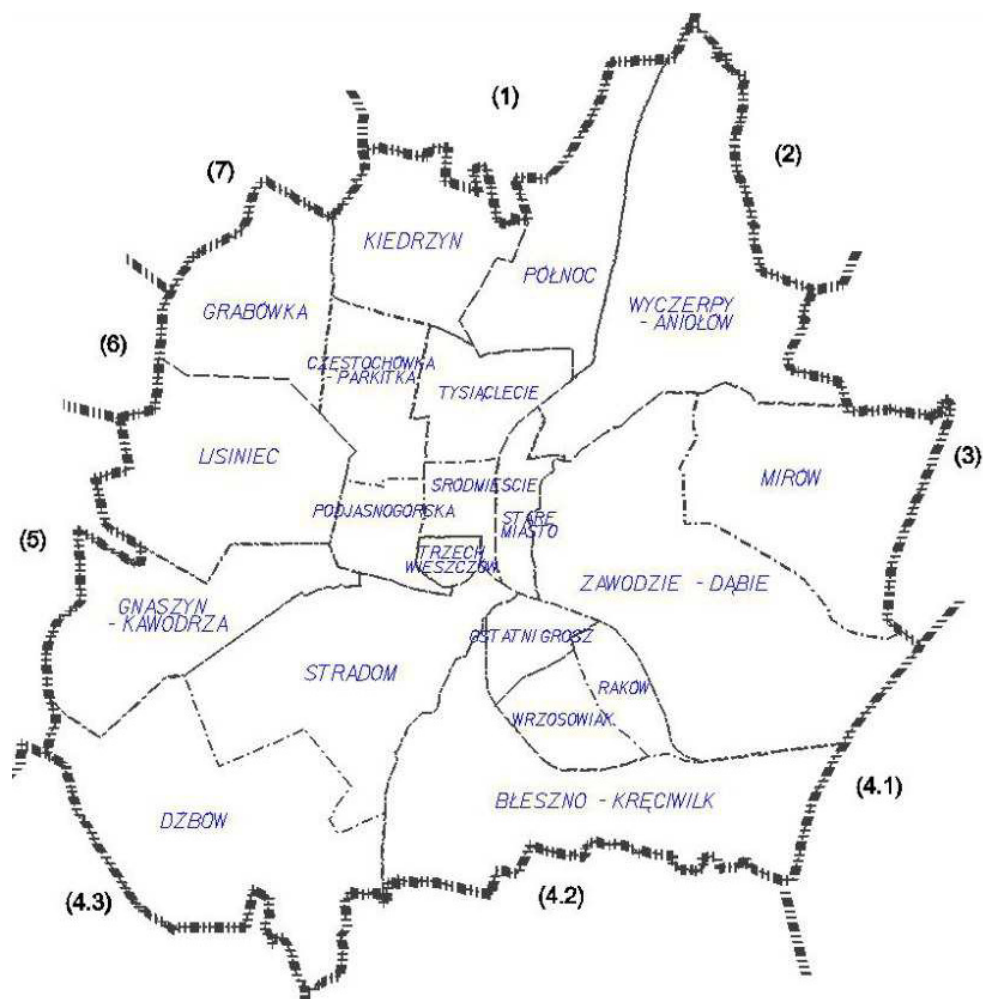 (1)
(2)
(7)
KIEDRZYN
PÓŁNOC
GRABÓWKA
WYCZERPY
- ANIOŁÓW
(6)
CZĘSTOCHÓWKA
- PARKITKA
TYSIĄCLECIE
LISINIEC
(3)
MIRÓW
ŚRÓDMIEŚCIE
PODJASNOGÓRSKA
STARE
MIASTO
(5)
TRZECH
WIESZCZÓW
ZAWODZIE - DĄBIE
GNASZYN
- KAWODRZA
OSTATNI GROSZ
STRADOM
RAKÓW
WRZOSOWIAK
(4.1)
BŁESZNO - KRĘCIWILK
DŹBÓW
(4.2)
(4.3)